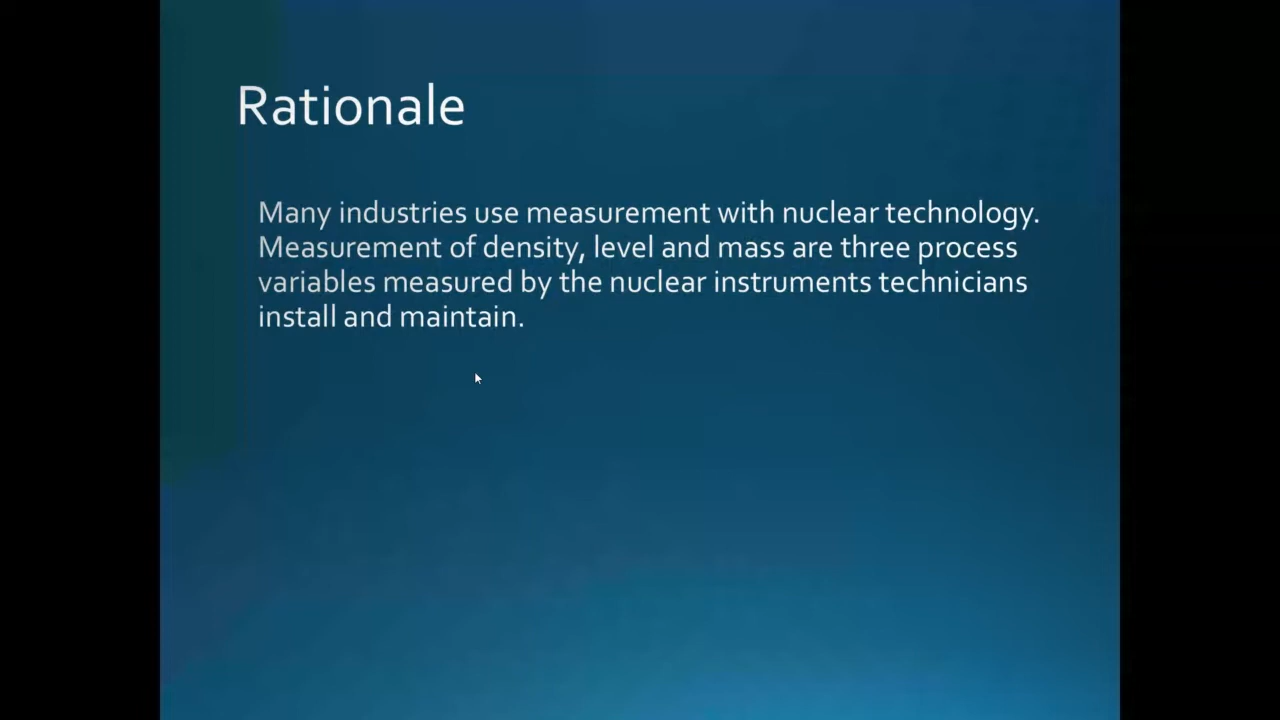 Rationale
Many industries use measurement with nuclear technology.
Measurement of density, level and mass are three process
variables measured by the nuclear instruments technicians
install and maintain.